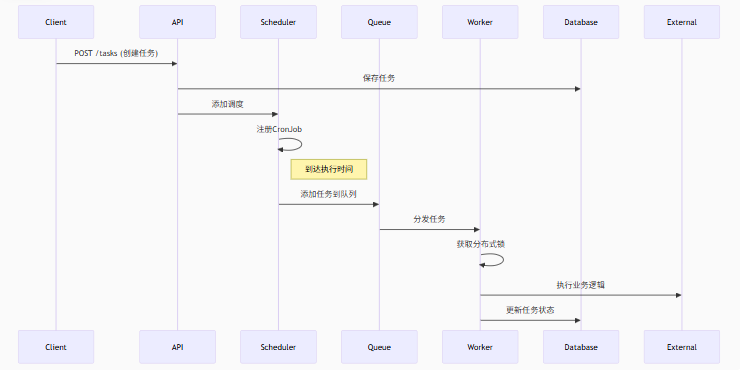 Client API Scheduler Queue Worker Database External
POST /tasks (创建任务)
保存任务
添加调度
注册CronJob
到达执行时间
添加任务到队列
分发任务
获取分布式锁
执行业务逻辑
更新任务状态
Client API Scheduler Queue Worker Database External